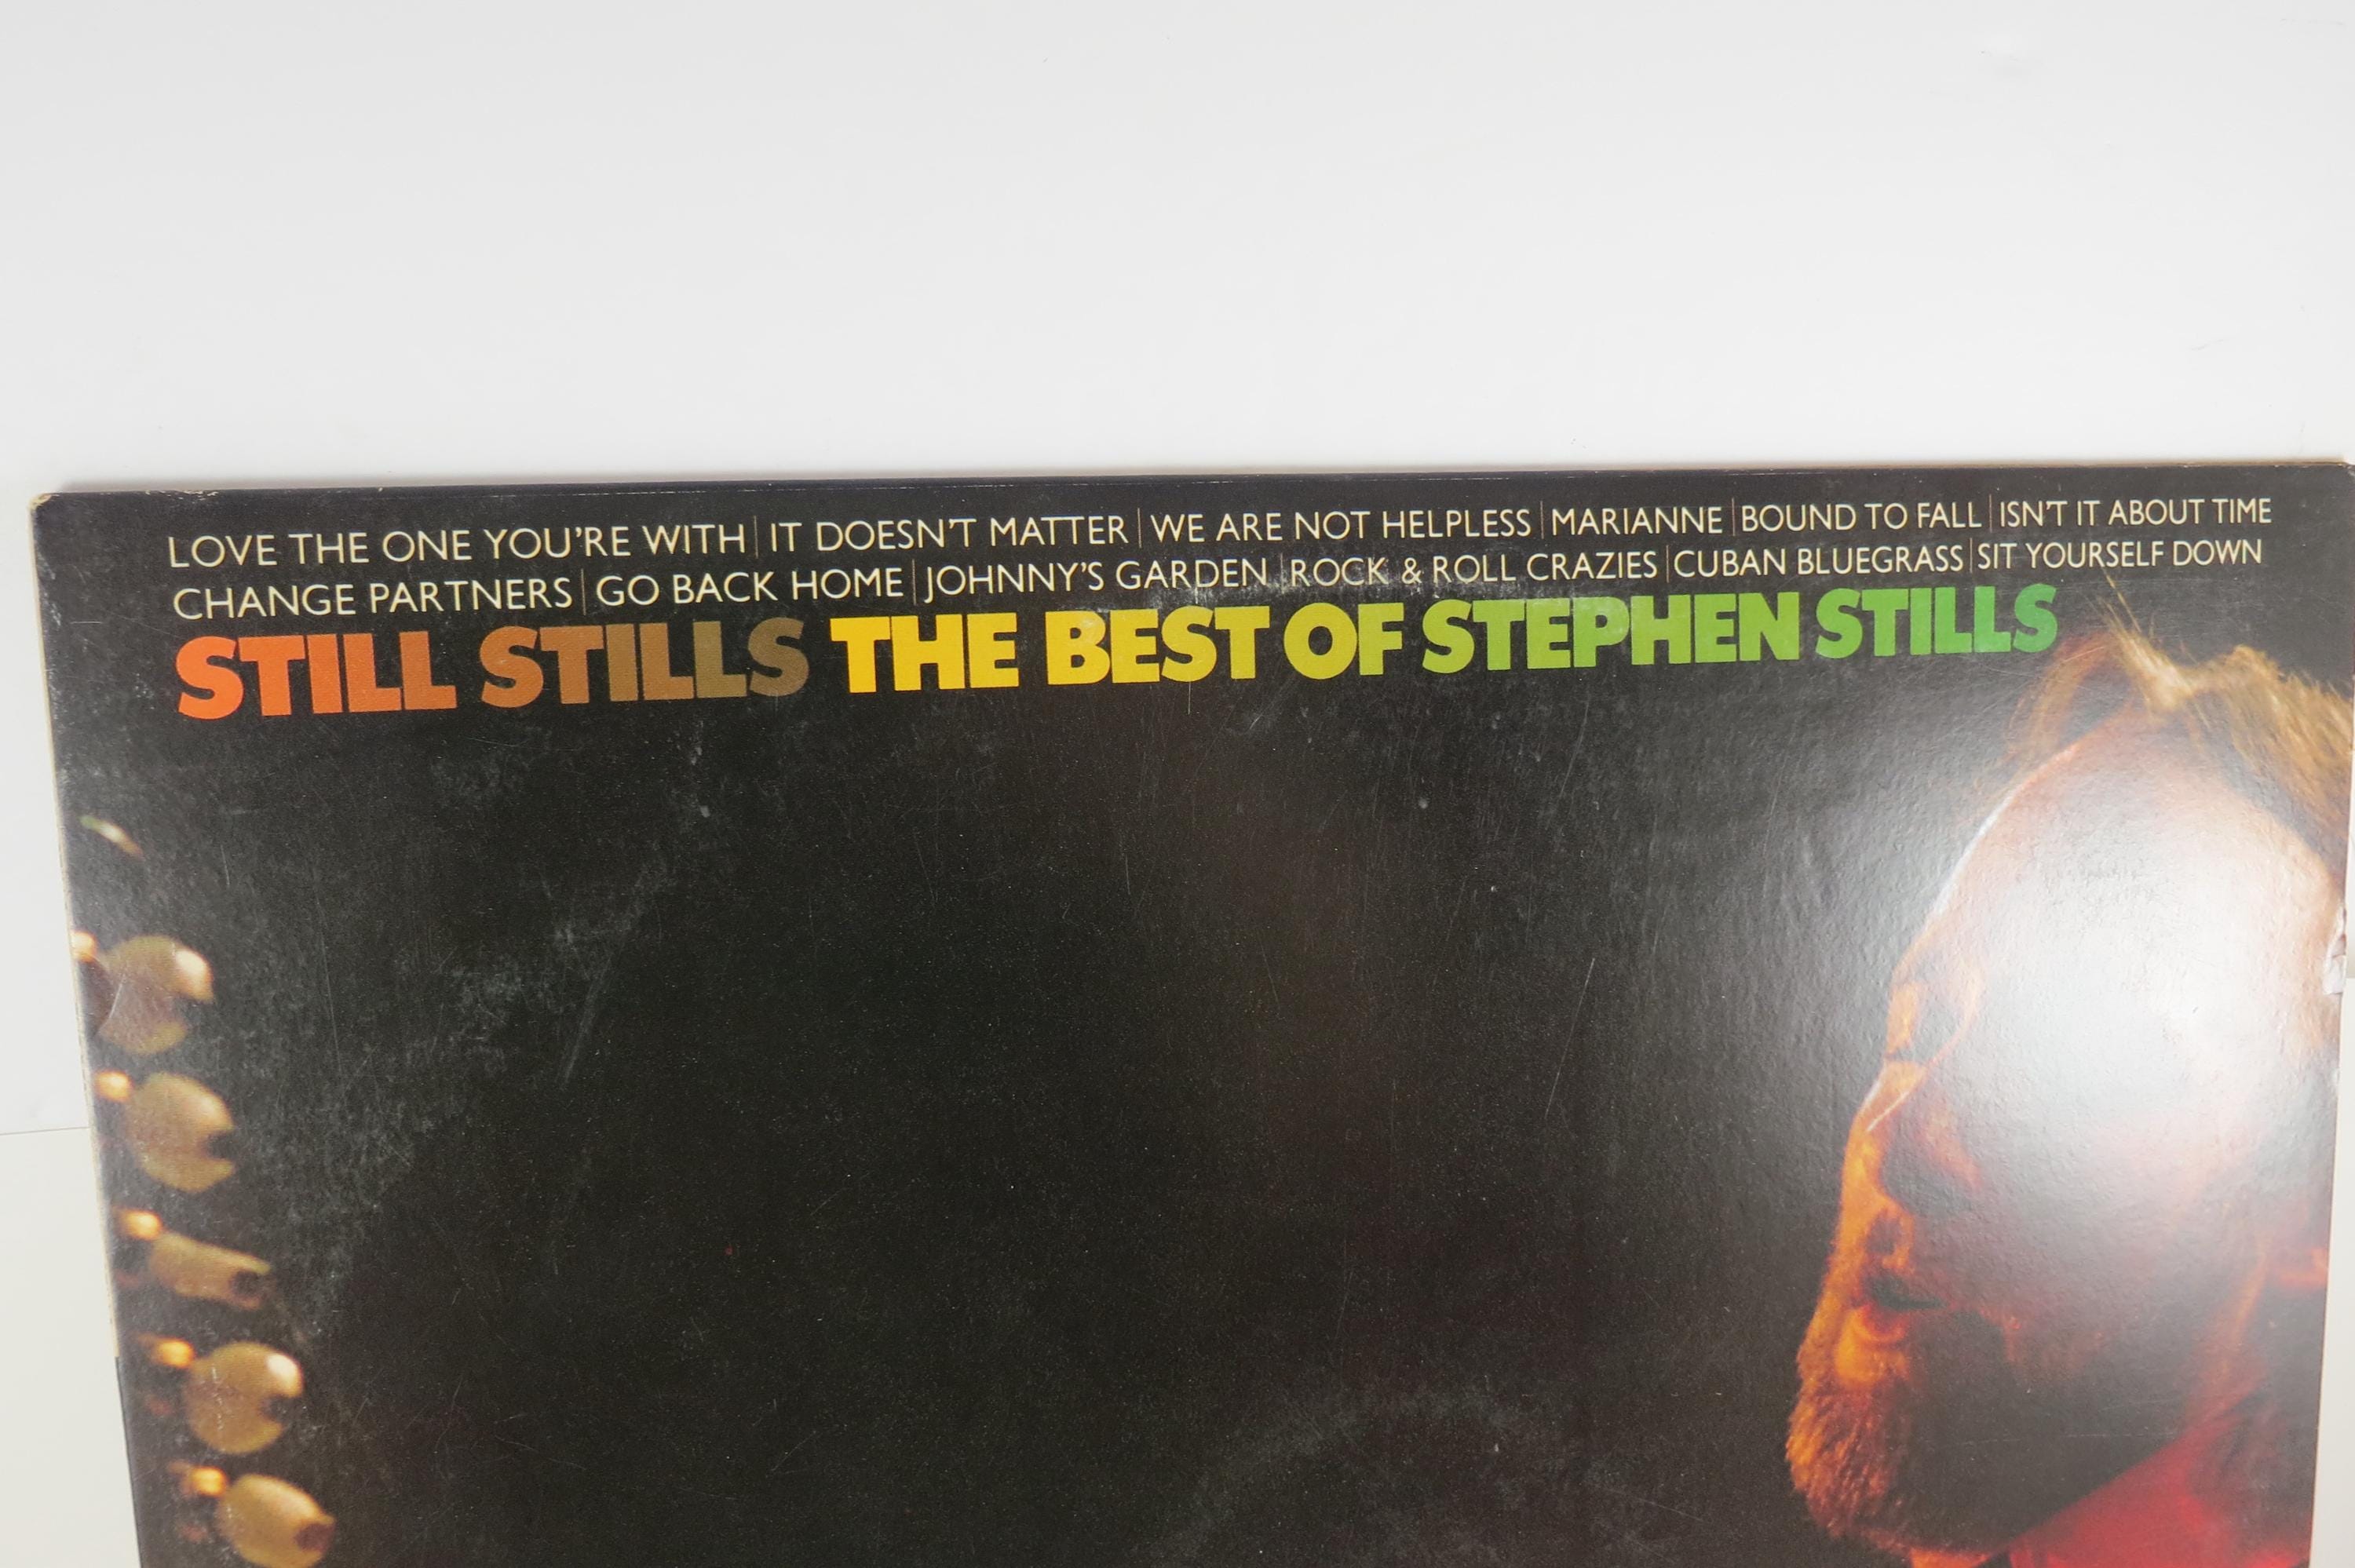 LOVE THE ONE YOU'RE WITH | IT DOESN'T MATTER | WE ARE NOT HELPLESS | MARIANNE | BOUND TO FALL | ISN'T IT ABOUT TIME
CHANGE PARTNERS | GO BACK HOME | JOHNNY'S GARDEN | ROCK & ROLL CRAZIES | CUBAN BLUEGRASS | SIT YOURSELF DOWN
STILL STILLS THE BEST OF STEPHEN STILLS